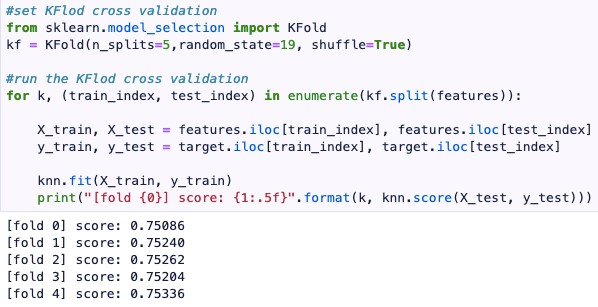 #set KFlod cross validation
from sklearn.model_selection import KFold
kf = KFold(n_splits=5,random_state=19, shuffle=True)
#run the KFlod cross validation
for k, (train_index, test_index) in enumerate(kf.split(features)):
X_train, X_test = features.iloc[train_index], features.iloc[test_index]
y_train, y_test = target.iloc[train_index], target.iloc[test_index]
knn.fit(X_train, y_train)
print("[fold {0}] score: {1:.5f}".format(k, knn.score(X_test, y_test)))
[fold 0] score: 0.75086
[fold 1] score: 0.75240
[fold 2] score: 0.75262
[fold 3] score: 0.75204
[fold 4] score: 0.75336